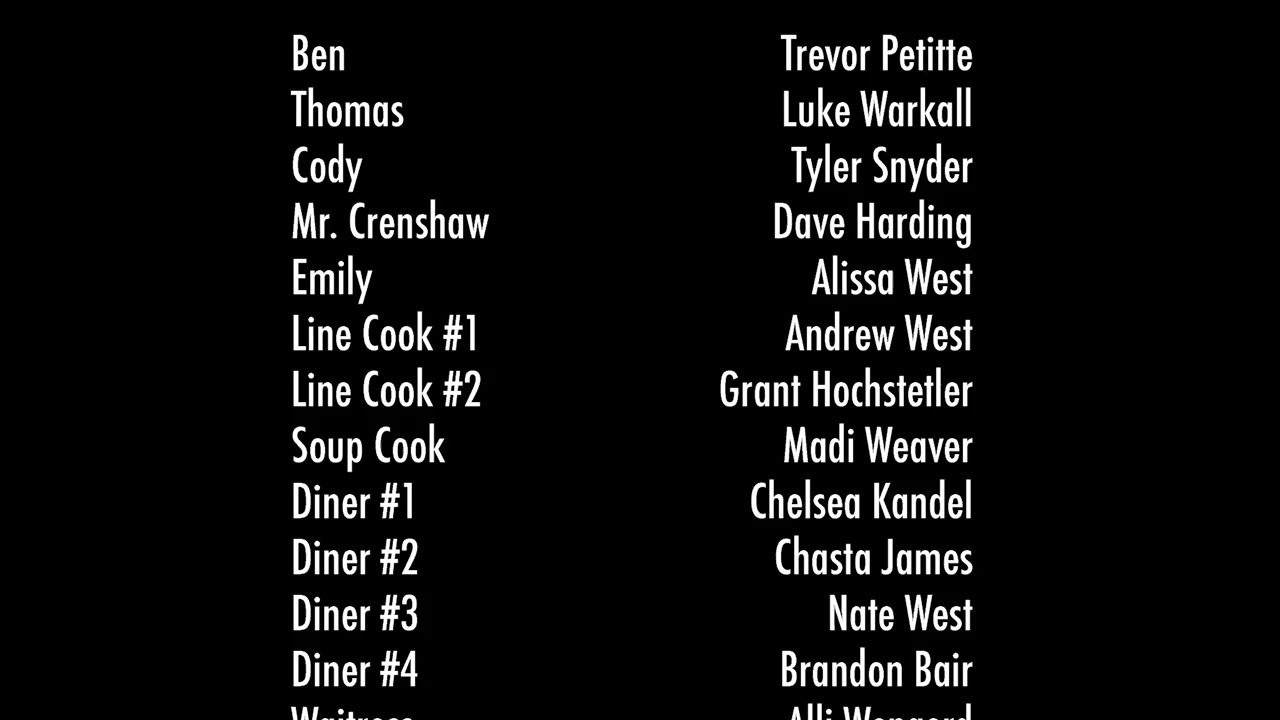 Ben Trevor Petitte
Thomas Luke Warkall
Cody Tyler Snyder
Mr. Crenshaw Dave Harding
Emily Alissa West
Line Cook #1 Andrew West
Line Cook #2 Grant Hochstetler
Soup Cook Madi Weaver
Diner #1 Chelsea Kandel
Diner #2 Chasta James
Diner #3 Nate West
Diner #4 Brandon Bair
Waitress Alli